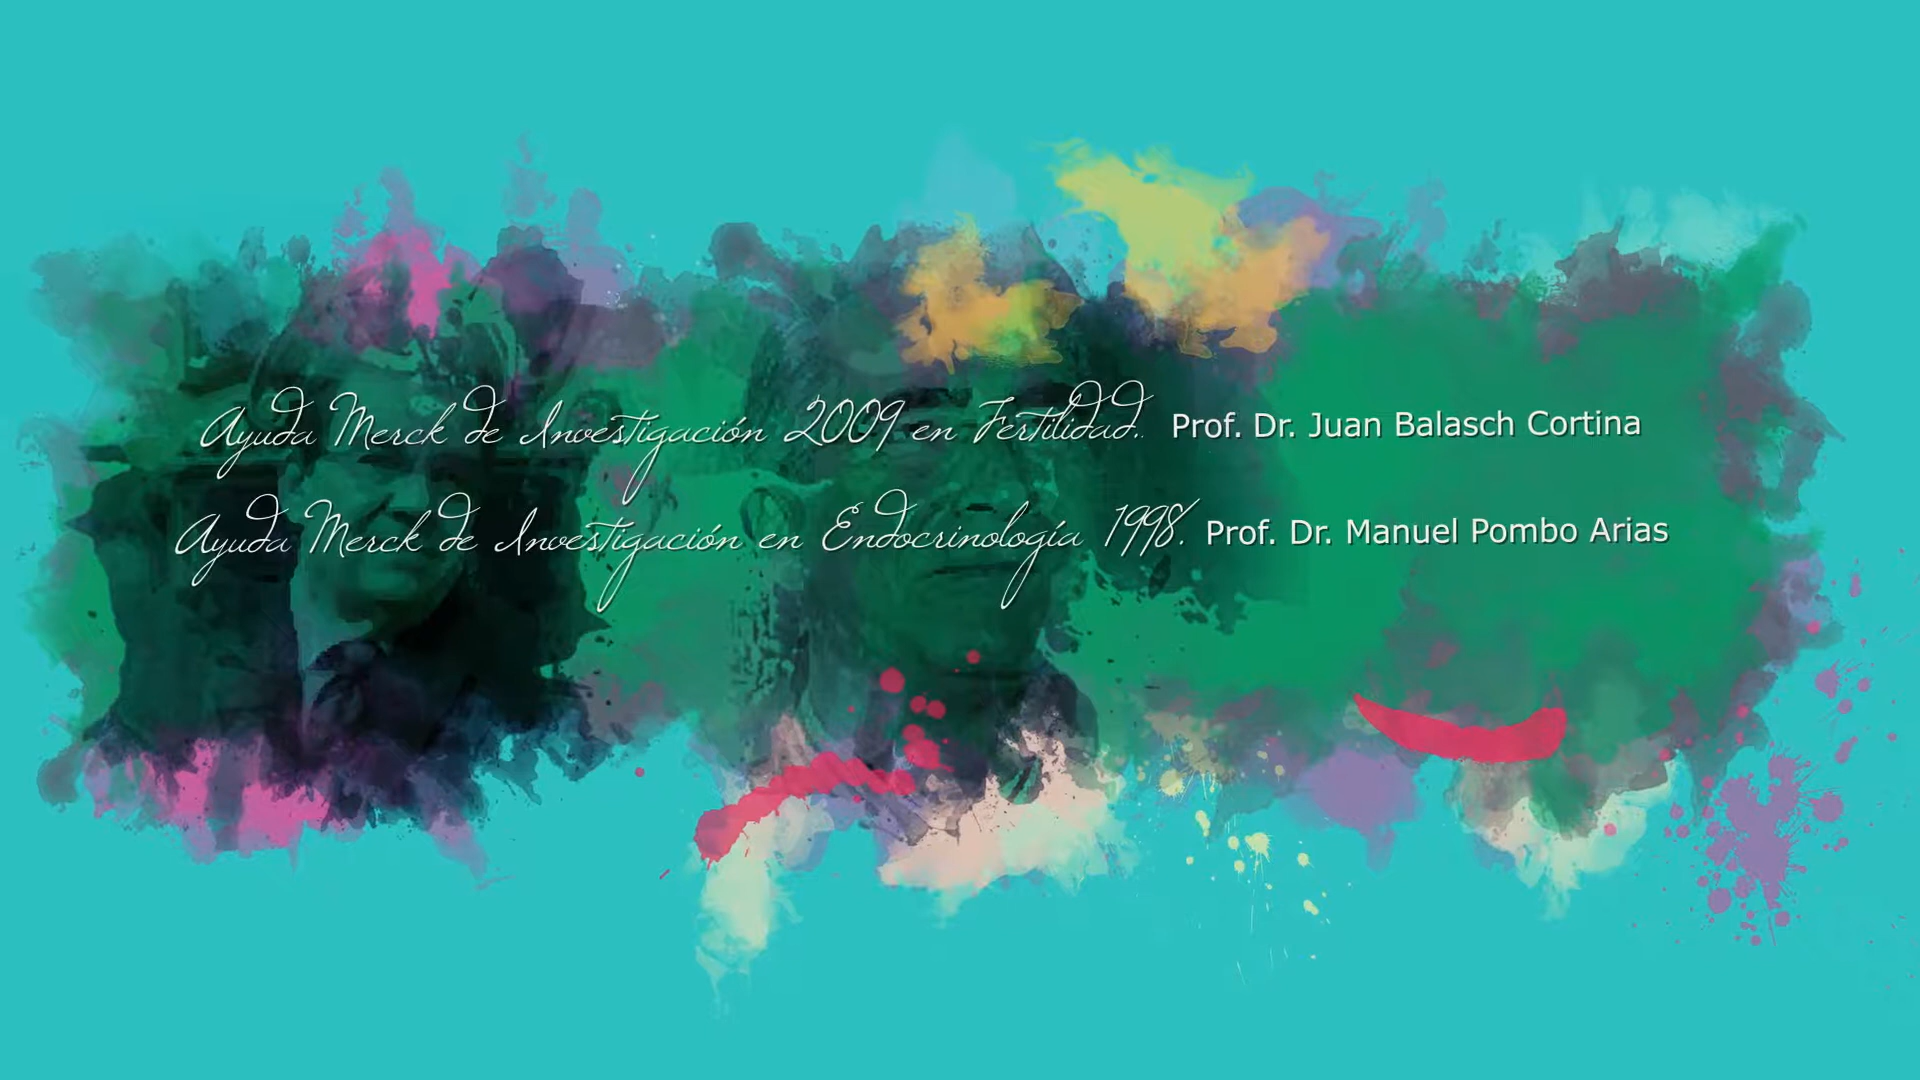 Ayuda Merck de Investigación 2009 en Fertilidad. Prof. Dr. Juan Balasch Cortina
Ayuda Merck de Investigación en Endocrinología 1998. Prof. Dr. Manuel Pombo Arias